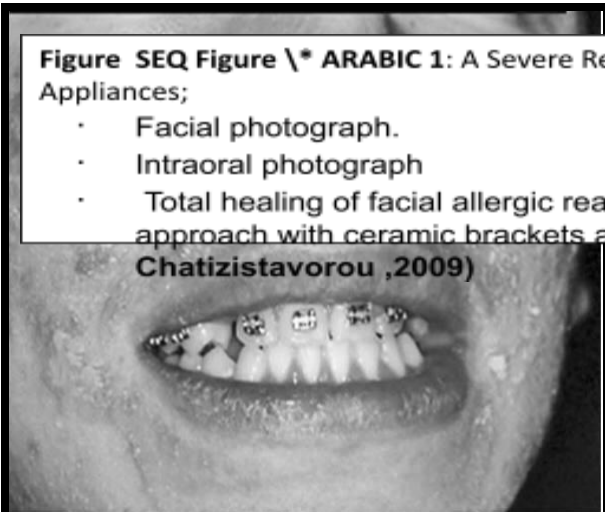 Figure SEQ Figure \* ARABIC 1: A Severe Re
Appliances;
· Facial photograph.
· Intraoral photograph
· Total healing of facial allergic rea
approach with ceramic brackets a
Chatizistavorou ,2009)